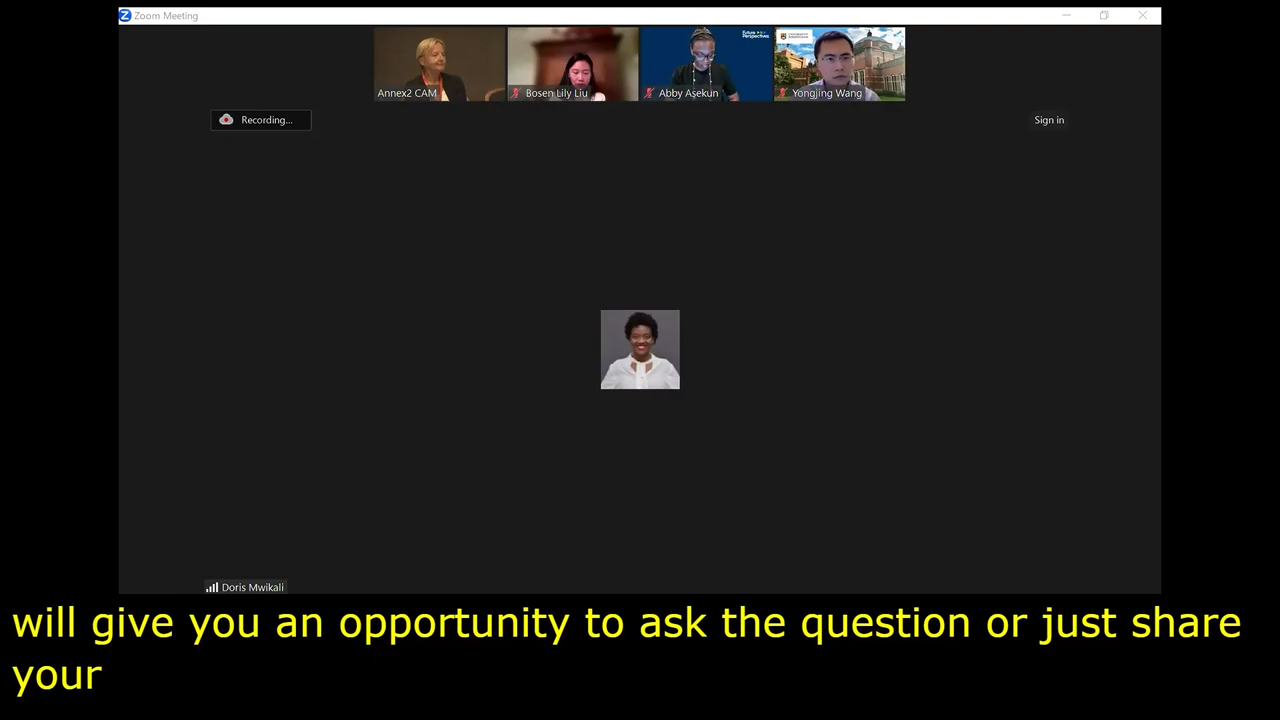 Zoom Meeting
Annex2 CAM
Bosen Lily Liu
Abby Asekun
Yongjing Wang
Recording...
Sign in
Doris Mwikali
will give you an opportunity to ask the question or just share
your